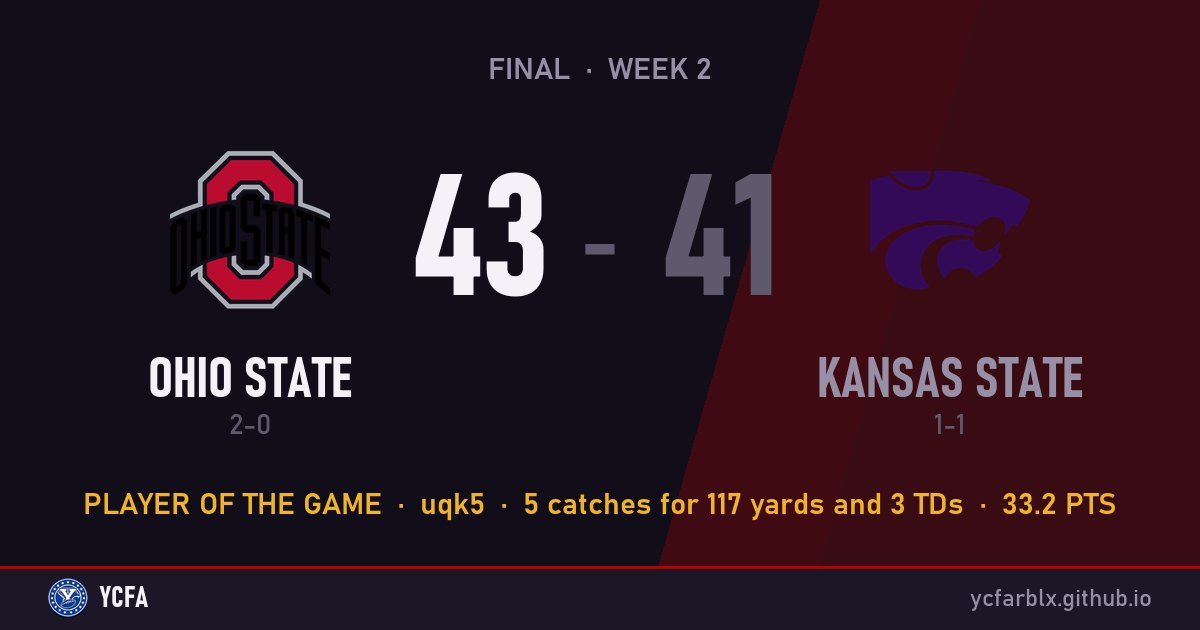 FINAL · WEEK 2
OHIO STATE
43 - 41
OHIO STATE
KANSAS STATE
2-0
1-1
PLAYER OF THE GAME · uqk5 · 5 catches for 117 yards and 3 TDs · 33.2 PTS
YCFA
ycfarblx.github.io